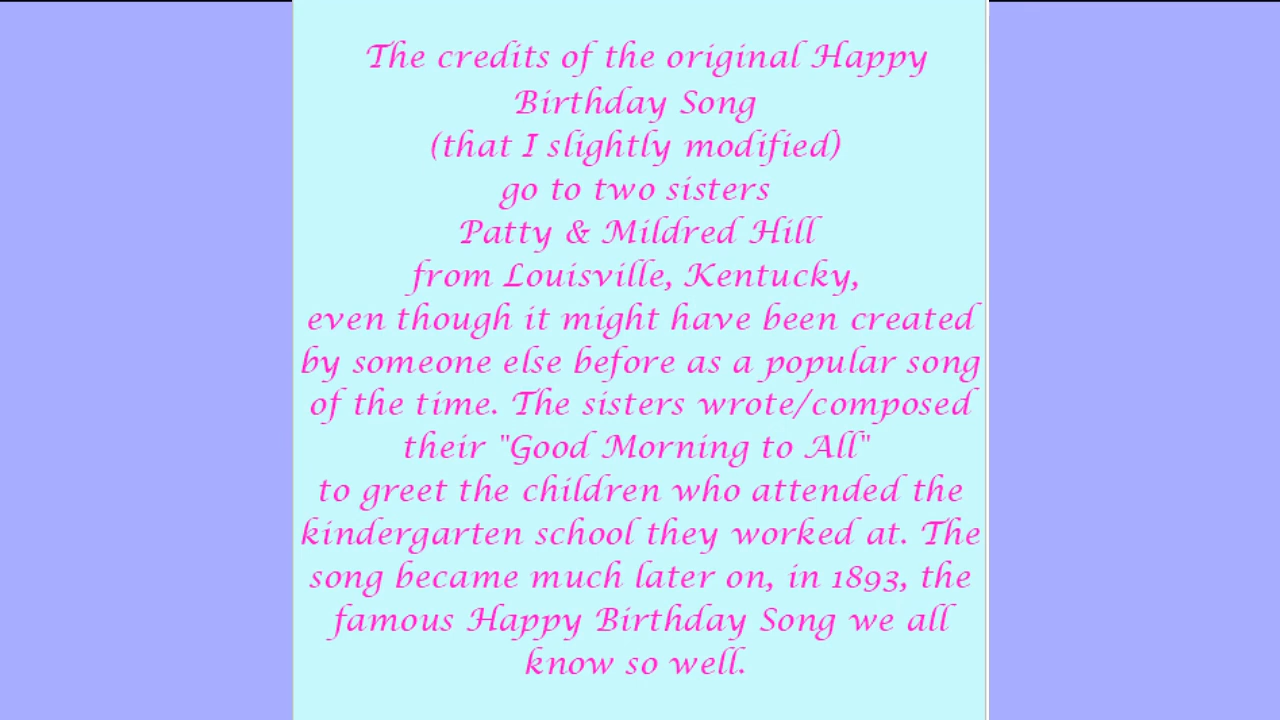 The credits of the original Happy
Birthday Song
(that I slightly modified)
go to two sisters
Patty & Mildred Hill
from Louisville, Kentucky,
even though it might have been created
by someone else before as a popular song
of the time. The sisters wrote/composed
their "Good Morning to All"
to greet the children who attended the
kindergarten school they worked at. The
song became much later on, in 1893, the
famous Happy Birthday Song we all
know so well.